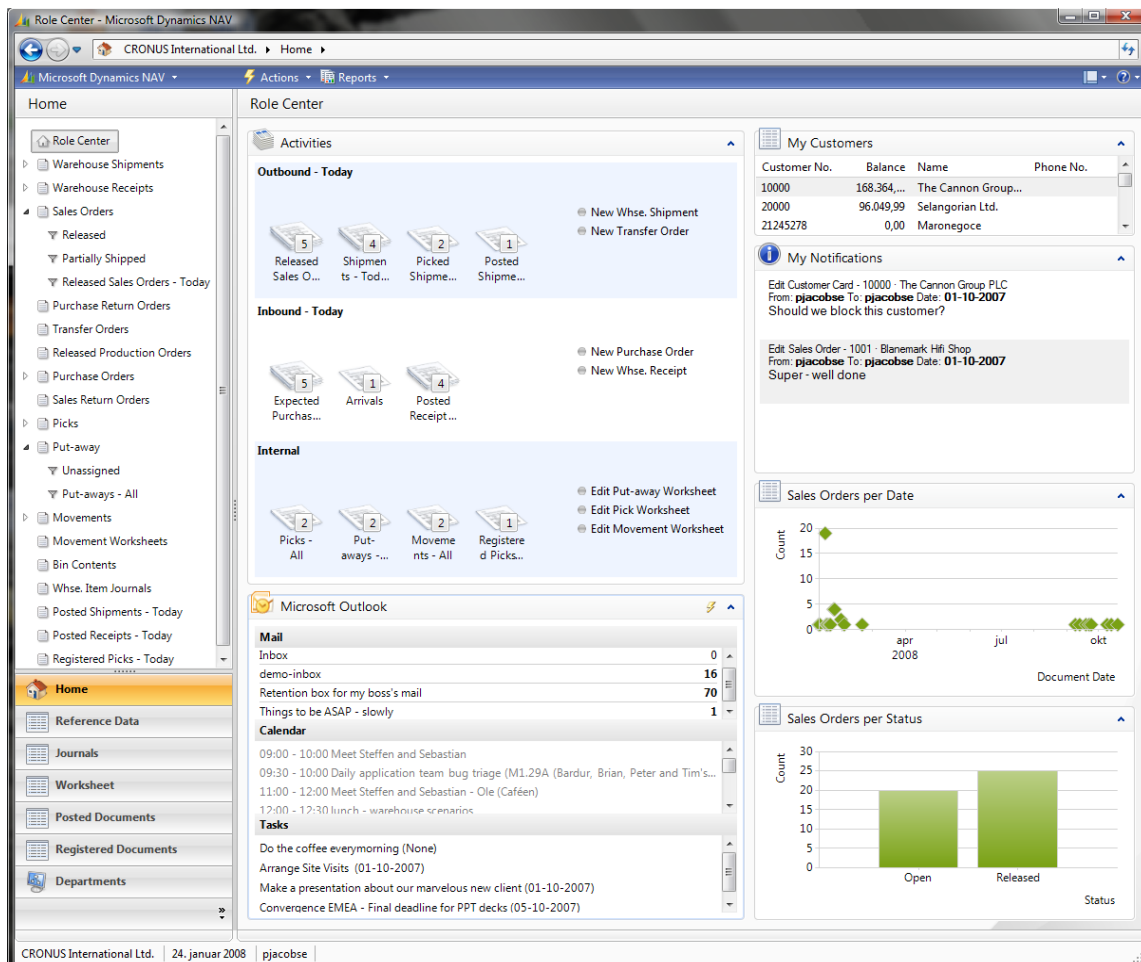 Role Center - Microsoft Dynamics NAV
CRONUS International Ltd. Home
Microsoft Dynamics NAV Actions Reports
Home
Role Center
Warehouse Shipments
Warehouse Receipts
Sales Orders
Released
Partially Shipped
Released Sales Orders - Today
Purchase Return Orders
Transfer Orders
Released Production Orders
Purchase Orders
Sales Return Orders
Picks
Put-away
Unassigned
Put-aways - All
Movements
Movement Worksheets
Bin Contents
Whse. Item Journals
Posted Shipments - Today
Posted Receipts - Today
Registered Picks - Today
Home
Reference Data
Journals
Worksheet
Posted Documents
Registered Documents
Departments
Role Center
Activities
Outbound - Today
5 4 2 1
Released Shipmen Picked Posted
Sales O... ts - Tod... Shipme... Shipme...
New Whse. Shipment
New Transfer Order
Inbound - Today
5 1 4
Expected Arrivals Posted
Purchas... Receipt...
New Purchase Order
New Whse. Receipt
Internal
2 2 2 1
Picks - Put- Moveme Registere
All aways -... nts - All d Picks...
Edit Put-away Worksheet
Edit Pick Worksheet
Edit Movement Worksheet
Microsoft Outlook
Mail
Inbox 0
demo-inbox 16
Retention box for my boss's mail 70
Things to be ASAP - slowly 1
Calendar
09:00 - 10:00 Meet Steffen and Sebastian
09:30 - 10:00 Daily application team bug triage (M1.29A (Bardur, Brian, Peter and Tim's...
11:00 - 12:00 Meet Steffen and Sebastian - Ole (Caféen)
12:00 - 12:30 lunch - warehouse scenarios
Tasks
Do the coffee everymorning (None)
Arrange Site Visits (01-10-2007)
Make a presentation about our marvelous new client (01-10-2007)
Convergence EMEA - Final deadline for PPT decks (05-10-2007)
My Customers
Customer No. Balance Name Phone No.
10000 168.364,... The Cannon Group...
20000 96.049,99 Selangorian Ltd.
21245278 0,00 Maronegoce
My Notifications
Edit Customer Card - 10000 · The Cannon Group PLC
From: pjacobse To: pjacobse Date: 01-10-2007
Should we block this customer?
Edit Sales Order - 1001 · Blanemark Hifi Shop
From: pjacobse To: pjacobse Date: 01-10-2007
Super - well done
Sales Orders per Date
Count
20
15
10
5
0
apr jul okt
2008
Document Date
Sales Orders per Status
Count
30
25
20
15
10
5
0
Open Released
Status
CRONUS International Ltd. 24. januar 2008 pjacobse